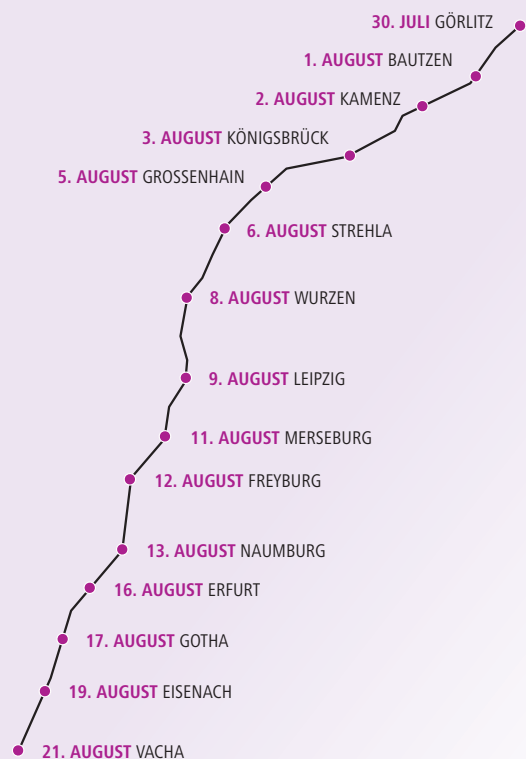 30. JULI GÖRLITZ
1. AUGUST BAUTZEN
2. AUGUST KAMENZ
3. AUGUST KÖNIGSBRÜCK
5. AUGUST GROSSENHAIN
6. AUGUST STREHLA
8. AUGUST WURZEN
9. AUGUST LEIPZIG
11. AUGUST MERSEBURG
12. AUGUST FREYBURG
13. AUGUST NAUMBURG
16. AUGUST ERFURT
17. AUGUST GOTHA
19. AUGUST EISENACH
21. AUGUST VACHA